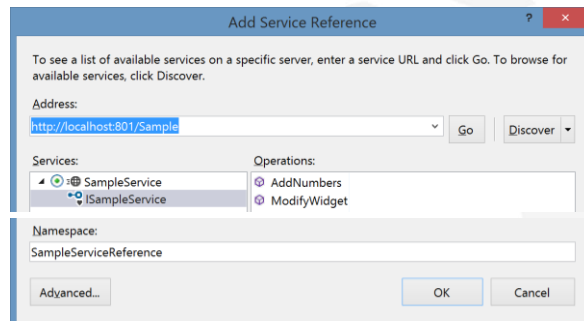 Add Service Reference
? ×
To see a list of available services on a specific server, enter a service URL and click Go. To browse for
available services, click Discover.
Address:
http://localhost:801/Sample
Go
Discover
Services:
Operations:
SampleService
ISampleService
AddNumbers
ModifyWidget
Namespace:
SampleServiceReference
Advanced...
OK
Cancel